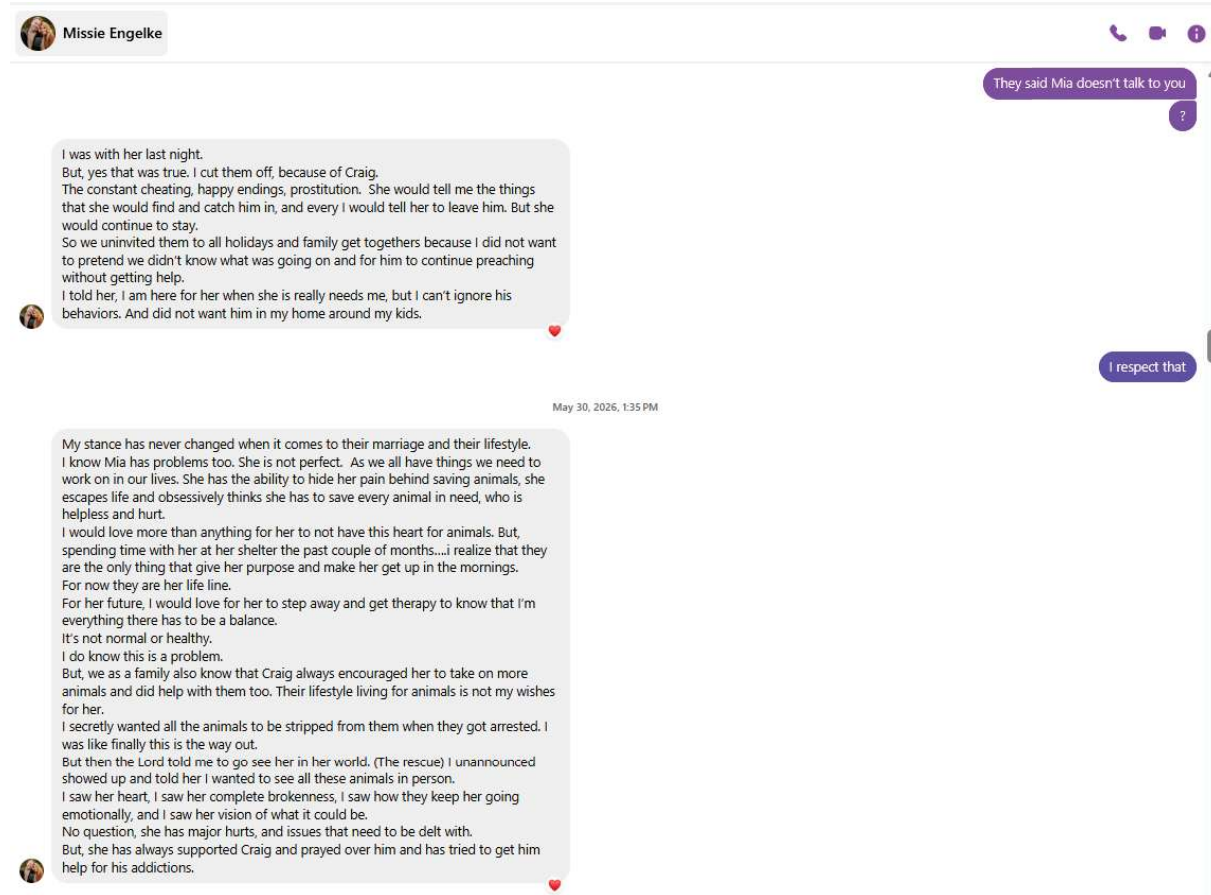 Missie Engelke
They said Mia doesn't talk to you
?
I was with her last night.
But, yes that was true. I cut them off, because of Craig.
The constant cheating, happy endings, prostitution.  She would tell me the things
that she would find and catch him in, and every I would tell her to leave him. But she
would continue to stay.
So we uninvited them to all holidays and family get togethers because I did not want
to pretend we didn't know what was going on and for him to continue preaching
without getting help.
I told her, I am here for her when she is really needs me, but I can't ignore his
behaviors. And did not want him in my home around my kids.
I respect that
May 30, 2026, 1:35 PM
My stance has never changed when it comes to their marriage and their lifestyle.
I know Mia has problems too. She is not perfect.  As we all have things we need to
work on in our lives. She has the ability to hide her pain behind saving animals, she
escapes life and obsessively thinks she has to save every animal in need, who is
helpless and hurt.
I would love more than anything for her to not have this heart for animals. But,
spending time with her at her shelter the past couple of months....i realize that they
are the only thing that give her purpose and make her get up in the mornings.
For now they are her life line.
For her future, I would love for her to step away and get therapy to know that I'm
everything there has to be a balance.
It's not normal or healthy.
I do know this is a problem.
But, we as a family also know that Craig always encouraged her to take on more
animals and did help with them too. Their lifestyle living for animals is not my wishes
for her.
I secretly wanted all the animals to be stripped from them when they got arrested. I
was like finally this is the way out.
But then the Lord told me to go see her in her world. (The rescue) I unannounced
showed up and told her I wanted to see all these animals in person.
I saw her heart, I saw her complete brokenness, I saw how they keep her going
emotionally, and I saw her vision of what it could be.
No question, she has major hurts, and issues that need to be delt with.
But, she has always supported Craig and prayed over him and has tried to get him
help for his addictions.